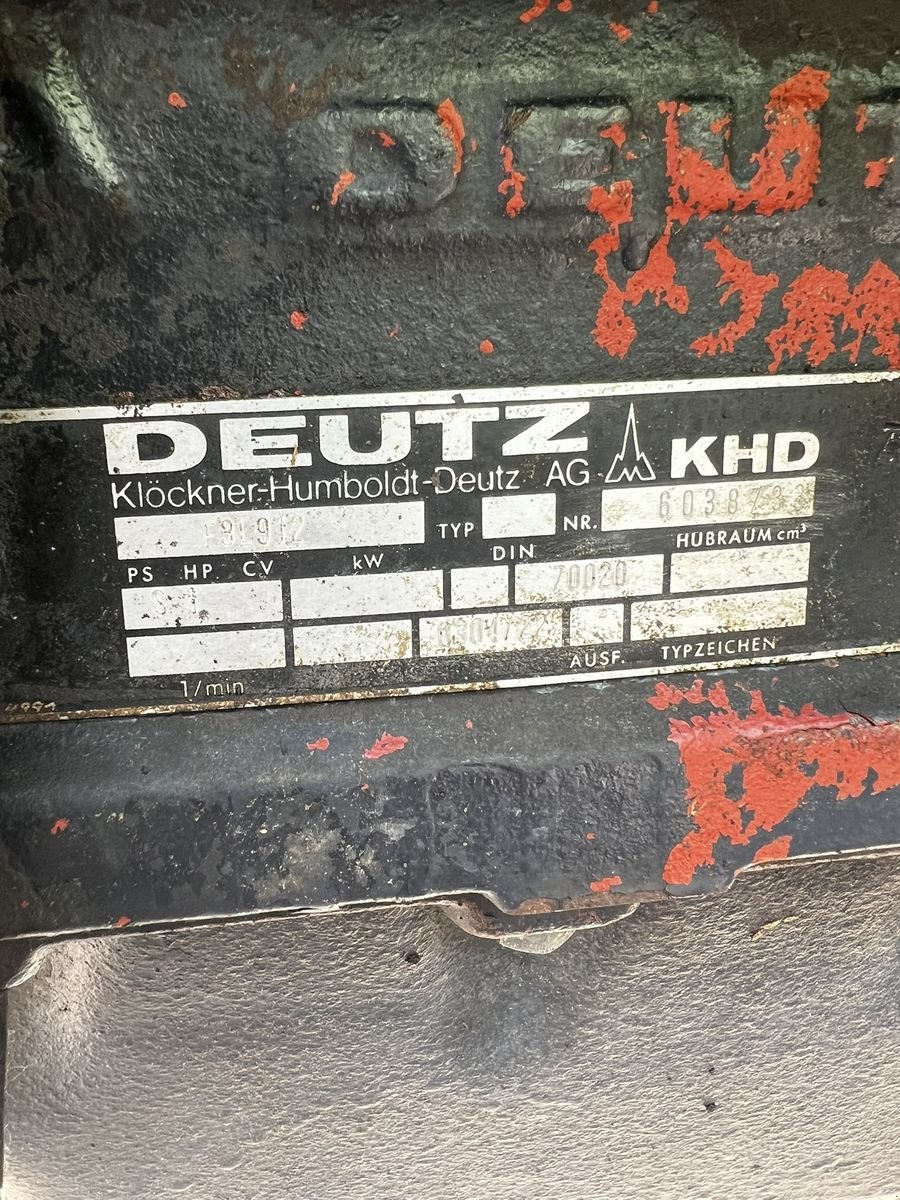 DEUTZ KHD
Klöckner-Humboldt-Deutz AG
F3L912 TYP NR. 6038233
PS HP CV kW DIN HUBRAUM cm³
S 70020
1/min AUSF. TYPZEICHEN